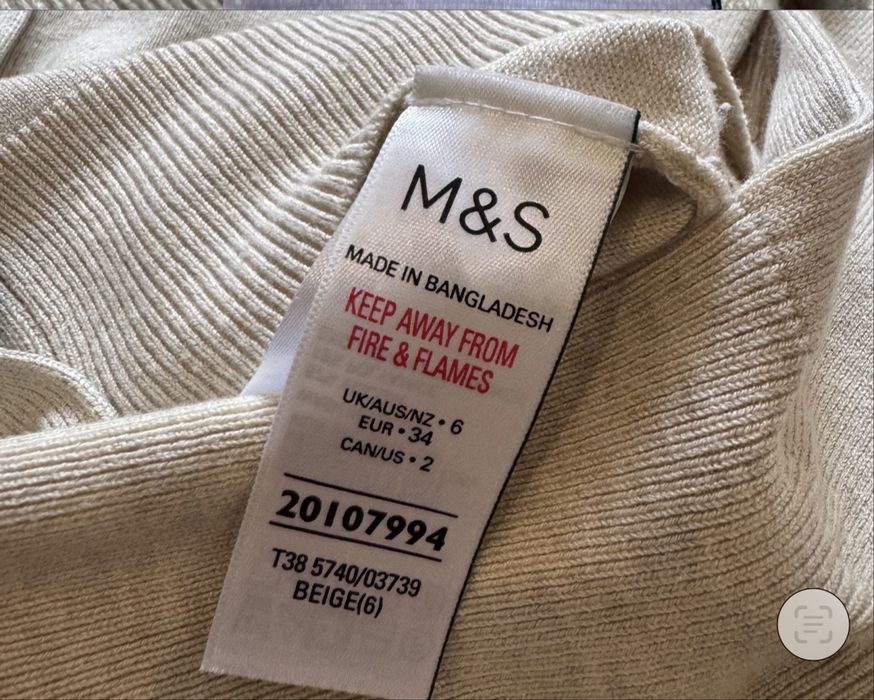 M&S
MADE IN BANGLADESH
KEEP AWAY FROM
FIRE & FLAMES
UK/AUS/NZ • 6
EUR • 34
CAN/US • 2
20107994
T38 5740/03739
BEIGE(6)